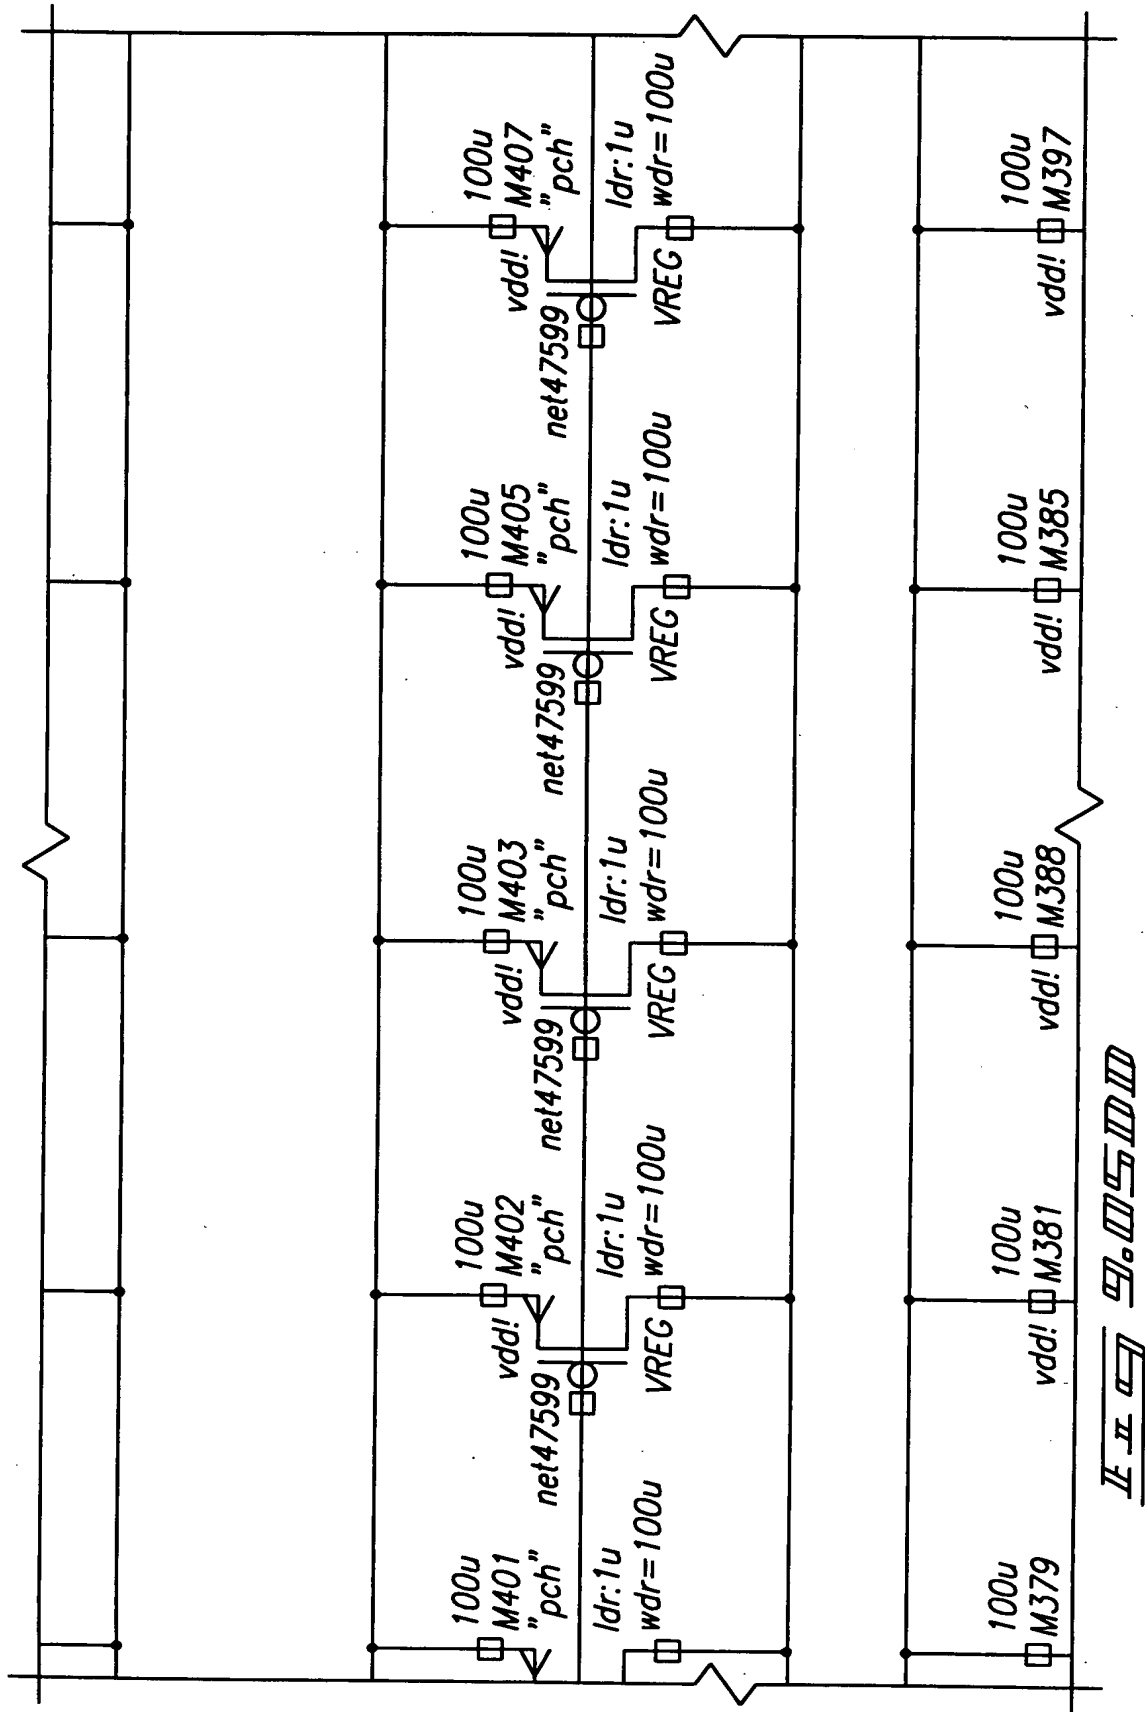 100u
M401
"pch"
ldr:1u
wdr=100u
100u
M402
"pch"
vdd!
net47599
ldr:1u
wdr=100u
VREG
100u
M403
"pch"
vdd!
net47599
ldr:1u
wdr=100u
VREG
100u
M405
"pch"
vdd!
net47599
ldr:1u
wdr=100u
VREG
100u
M407
"pch"
vdd!
net47599
ldr:1u
wdr=100u
VREG
100u
M379
100u
M381
vdd!
100u
M388
vdd!
100u
M385
vdd!
100u
M397
vdd!
FIG 9.05DD